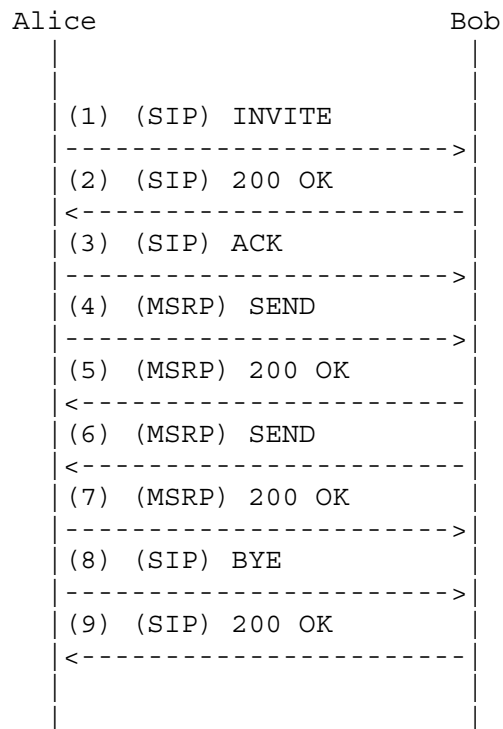 Alice Bob
(1) (SIP) INVITE
----------------------->
(2) (SIP) 200 OK
<-----------------------
(3) (SIP) ACK
----------------------->
(4) (MSRP) SEND
----------------------->
(5) (MSRP) 200 OK
<-----------------------
(6) (MSRP) SEND
<-----------------------
(7) (MSRP) 200 OK
----------------------->
(8) (SIP) BYE
----------------------->
(9) (SIP) 200 OK
<-----------------------